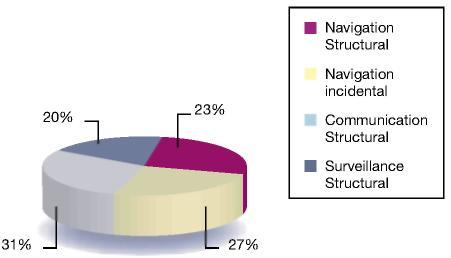 20%
23%
31%
27%
Navigation
Structural
Navigation
incidental
Communication
Structural
Surveillance
Structural